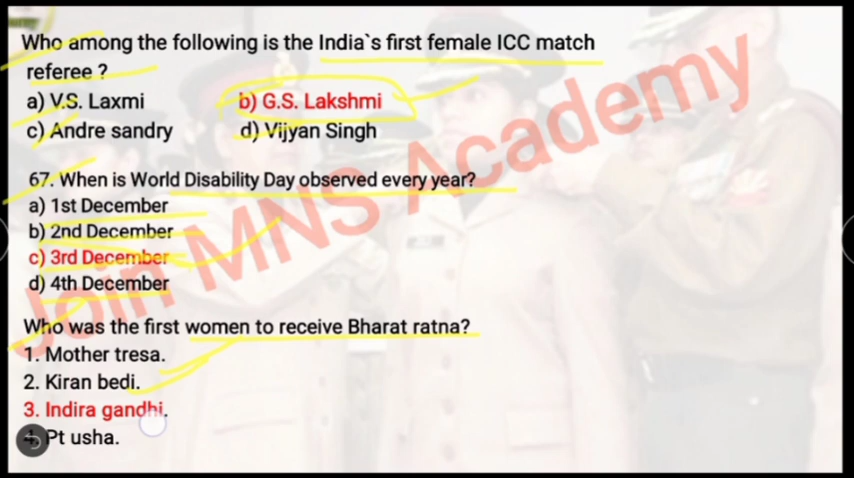 Who among the following is the India`s first female ICC match
referee ?
a) V.S. Laxmi b) G.S. Lakshmi
c) Andre sandry d) Vijyan Singh
67. When is World Disability Day observed every year?
a) 1st December
b) 2nd December
c) 3rd December
d) 4th December
Who was the first women to receive Bharat ratna?
1. Mother tresa.
2. Kiran bedi.
3. Indira gandhi.
4. Pt usha.
Join MNS Academy